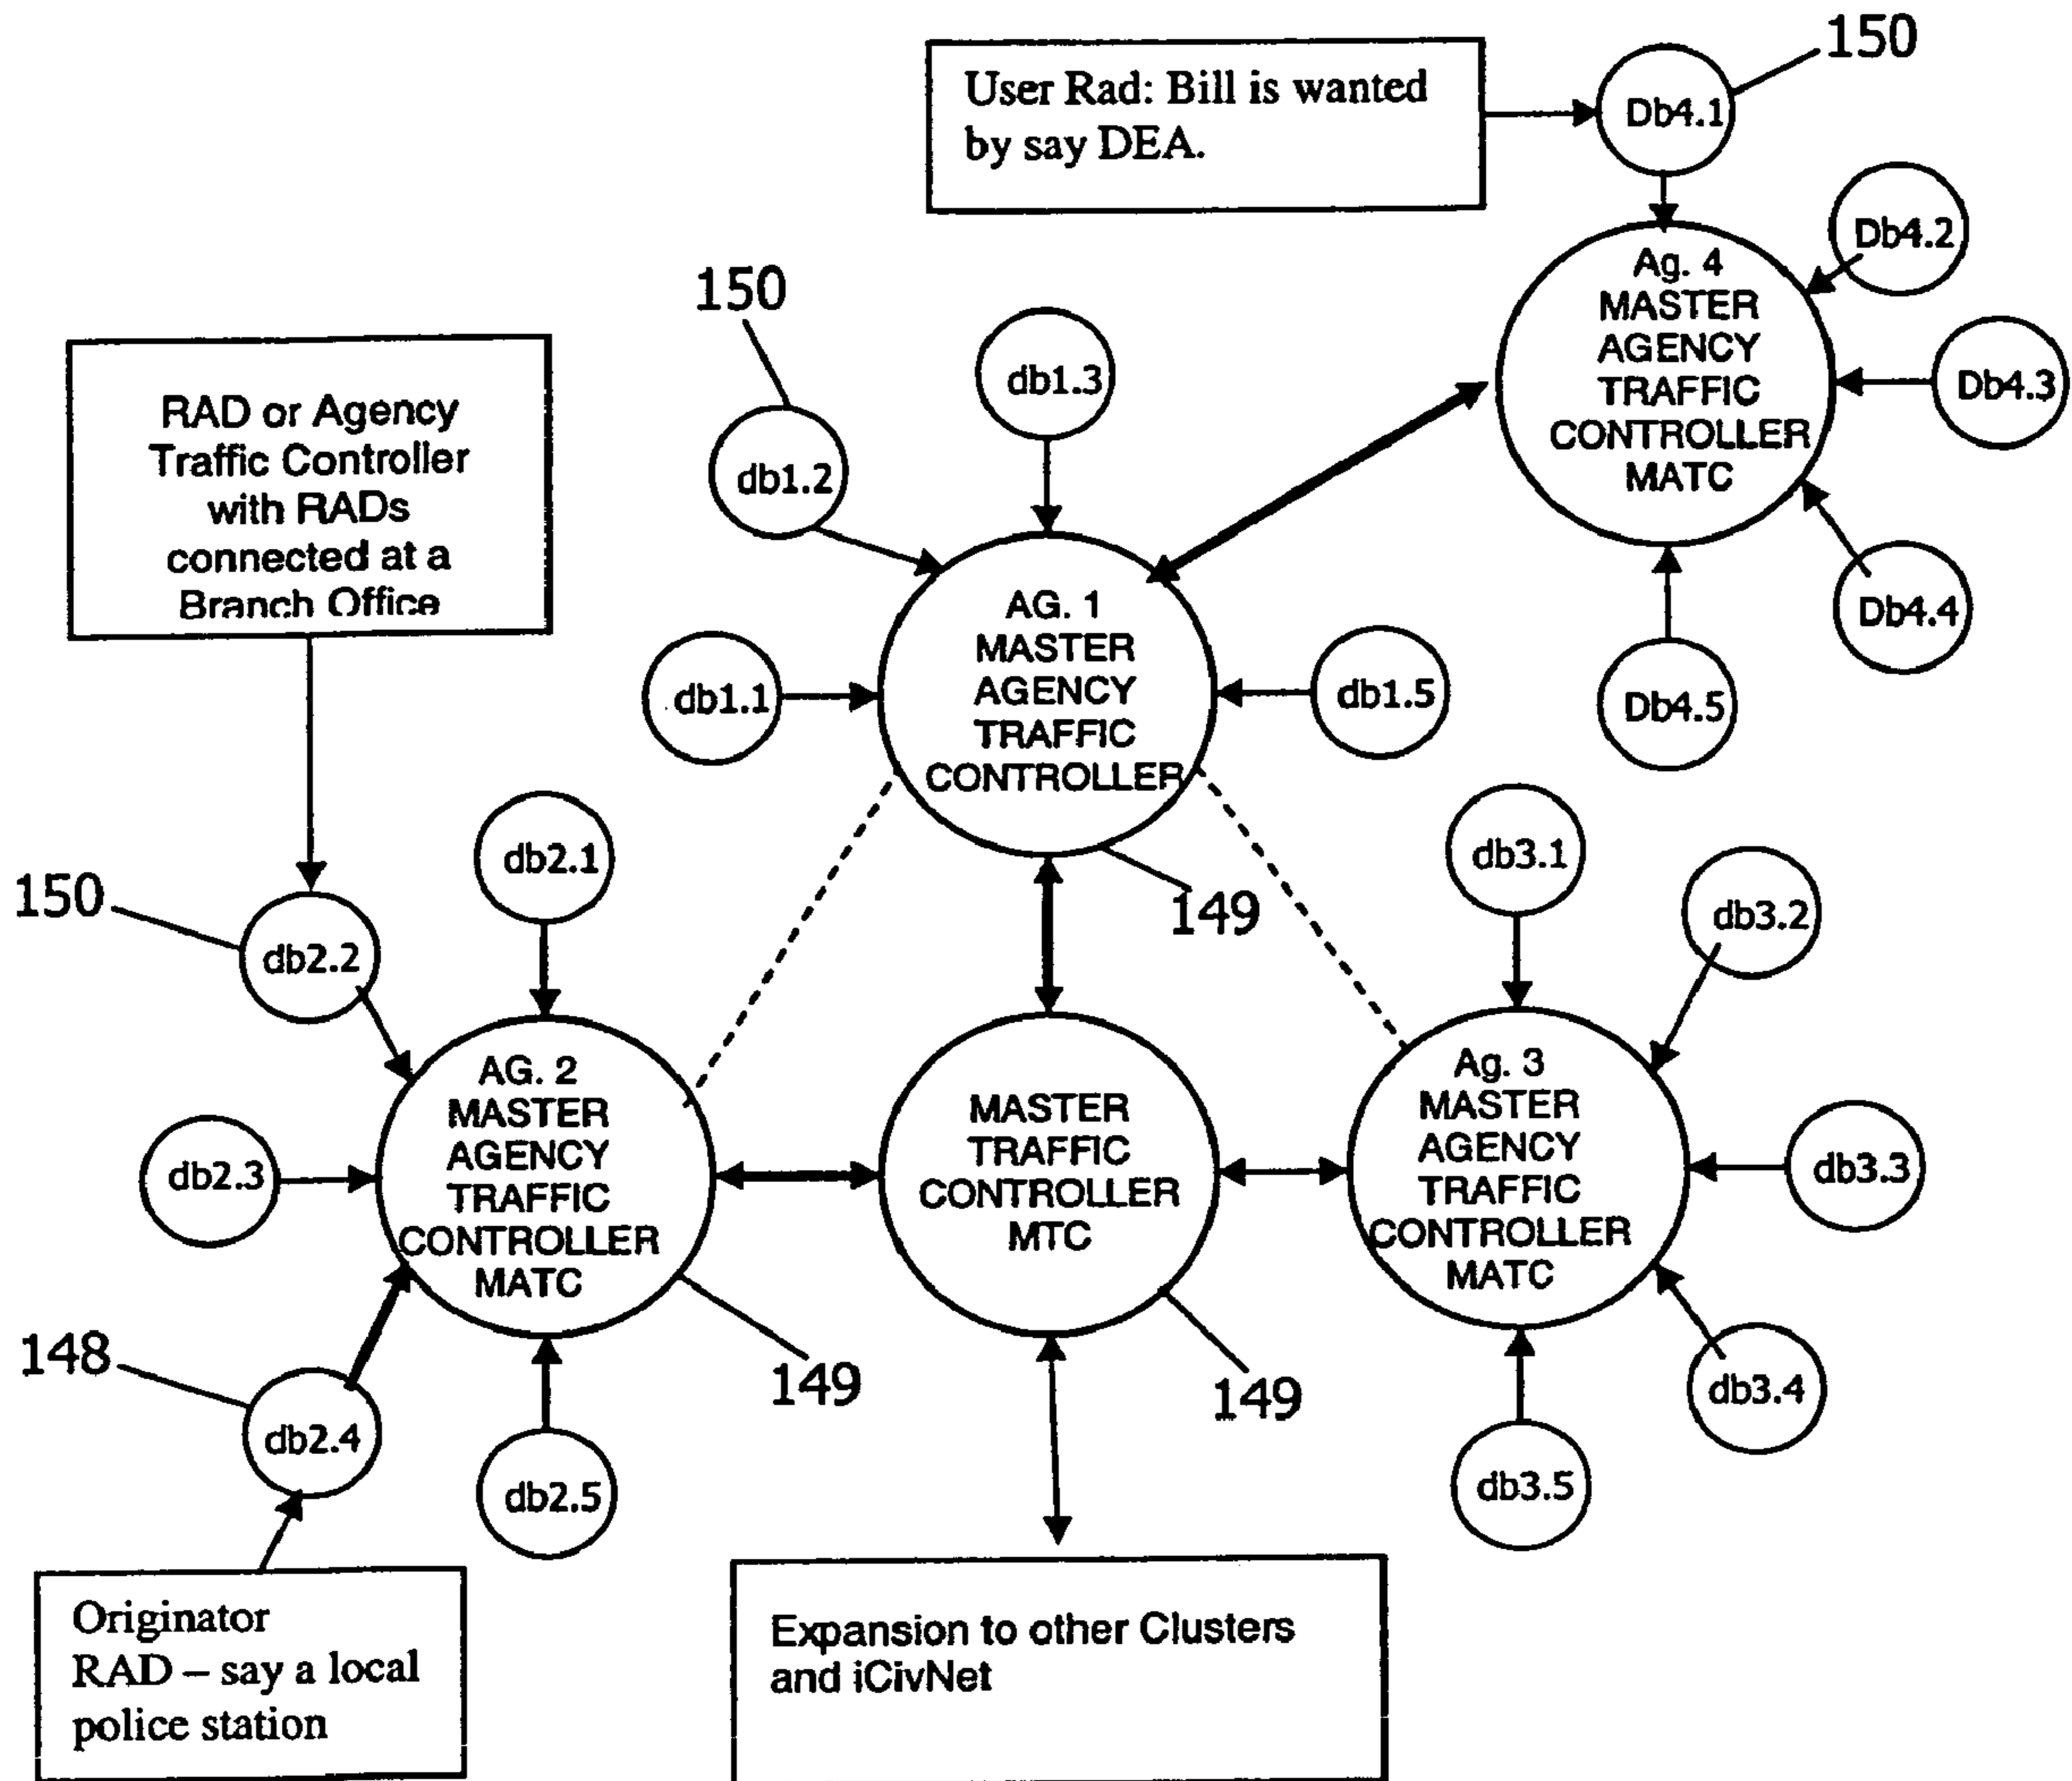 150
User Rad: Bill is wanted
by say DEA.
Db4.1
Db4.2
Ag. 4
MASTER
AGENCY
TRAFFIC
CONTROLLER
MATC
Db4.3
Db4.4
Db4.5
150
db1.3
db1.2
RAD or Agency
Traffic Controller
with RADs
connected at a
Branch Office
AG. 1
MASTER
AGENCY
TRAFFIC
CONTROLLER
db1.1
db1.5
149
db2.1
150
db2.2
db3.1
db3.2
AG. 2
MASTER
AGENCY
TRAFFIC
CONTROLLER
MATC
MASTER
TRAFFIC
CONTROLLER
MTC
Ag. 3
MASTER
AGENCY
TRAFFIC
CONTROLLER
MATC
db2.3
db3.3
148
db2.4
149
149
db3.4
db2.5
db3.5
Originator
RAD – say a local
police station
Expansion to other Clusters
and iCivNet